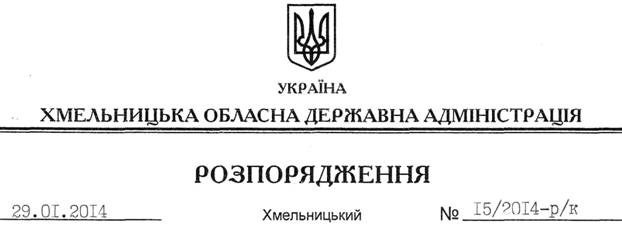 УКРАЇНА
ХМЕЛЬНИЦЬКА ОБЛАСНА ДЕРЖАВНА АДМІНІСТРАЦІЯ
РОЗПОРЯДЖЕННЯ
29.01.2014 Хмельницький № 15/2014-р/к